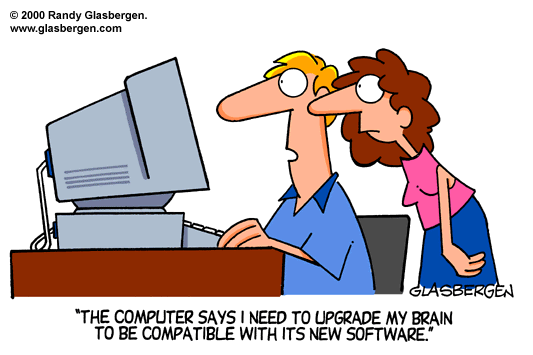 © 2000 Randy Glasbergen.
www.glasbergen.com
GLASBERGEN
"THE COMPUTER SAYS I NEED TO UPGRADE MY BRAIN
TO BE COMPATIBLE WITH ITS NEW SOFTWARE."